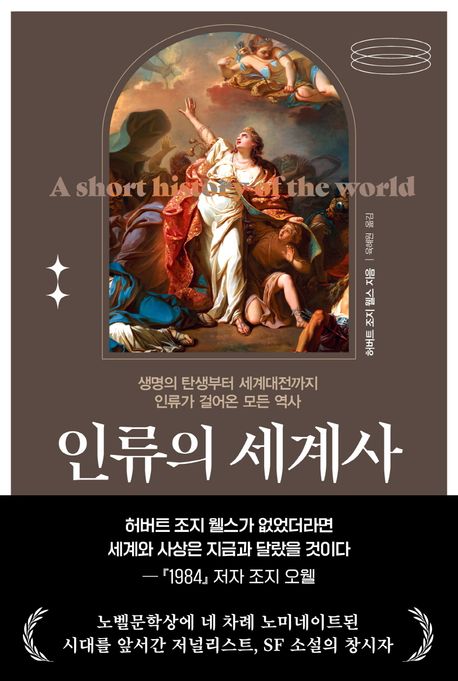 A short history of the world
허버트 조지 웰스 지음 | 육혜원 옮김
생명의 탄생부터 세계대전까지
인류가 걸어온 모든 역사
인류의 세계사
허버트 조지 웰스가 없었더라면
세계와 사상은 지금과 달랐을 것이다
— 『1984』 저자 조지 오웰
노벨문학상에 네 차례 노미네이트된
시대를 앞서간 저널리스트, SF 소설의 창시자